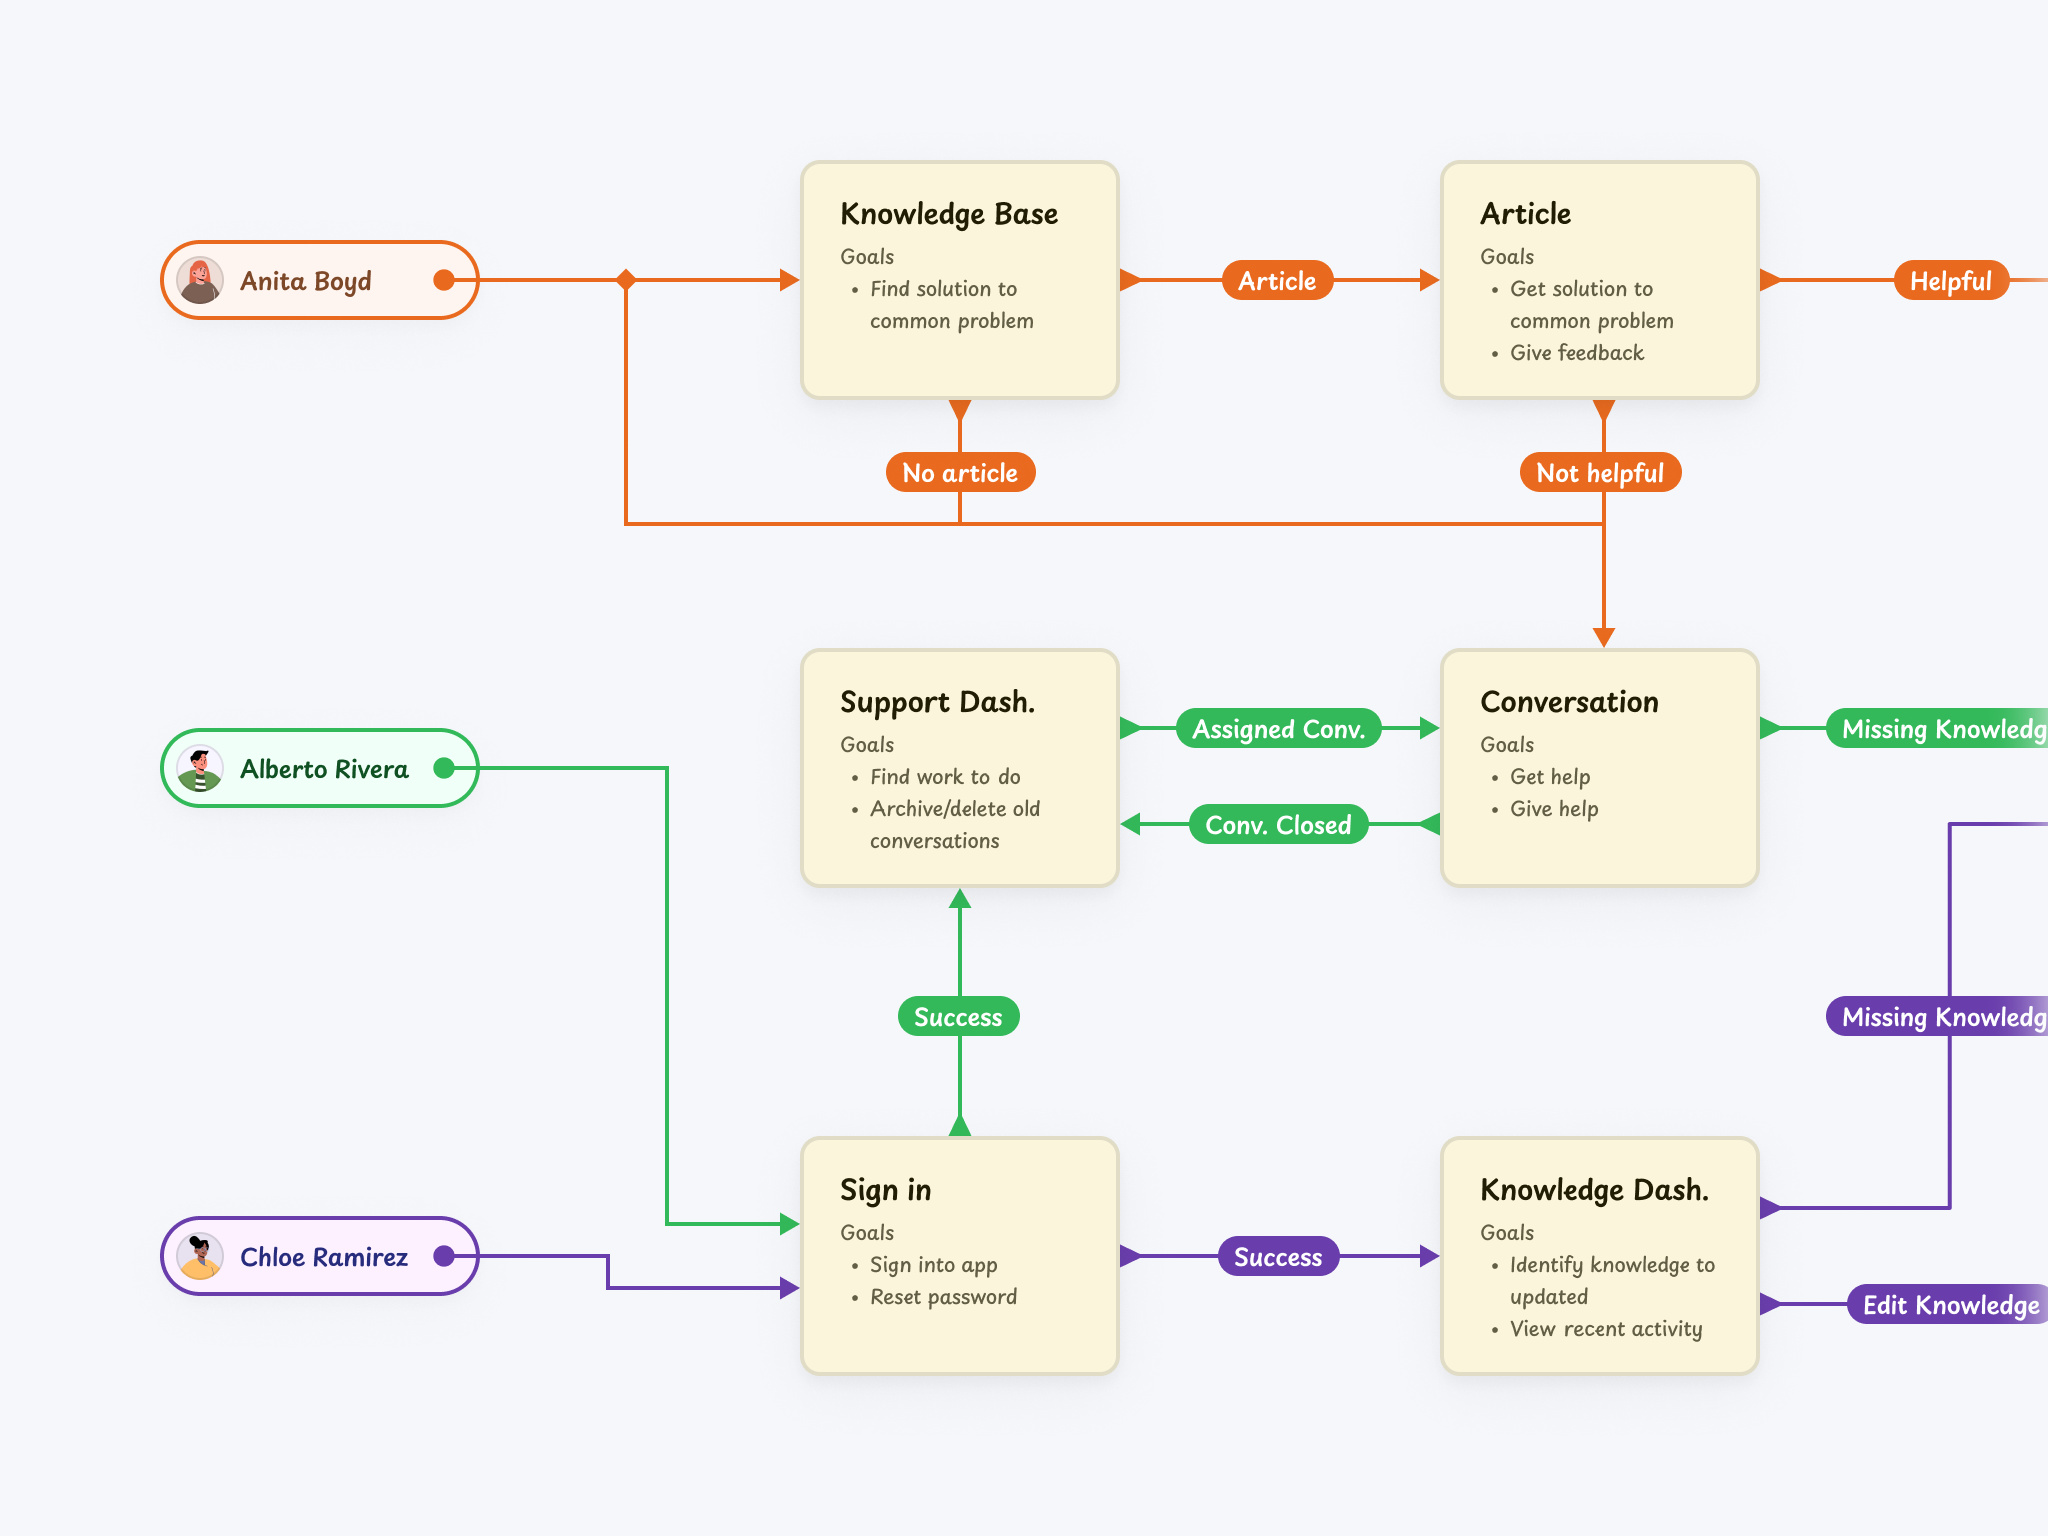 Anita Boyd
Knowledge Base
Goals
• Find solution to
common problem
Article
Article
Goals
• Get solution to
common problem
• Give feedback
Helpful
No article
Not helpful
Alberto Rivera
Support Dash.
Goals
• Find work to do
• Archive/delete old
conversations
Assigned Conv.
Conv. Closed
Conversation
Goals
• Get help
• Give help
Missing Knowledg
Success
Missing Knowledg
Chloe Ramirez
Sign in
Goals
• Sign into app
• Reset password
Success
Knowledge Dash.
Goals
• Identify knowledge to
updated
• View recent activity
Edit Knowledge